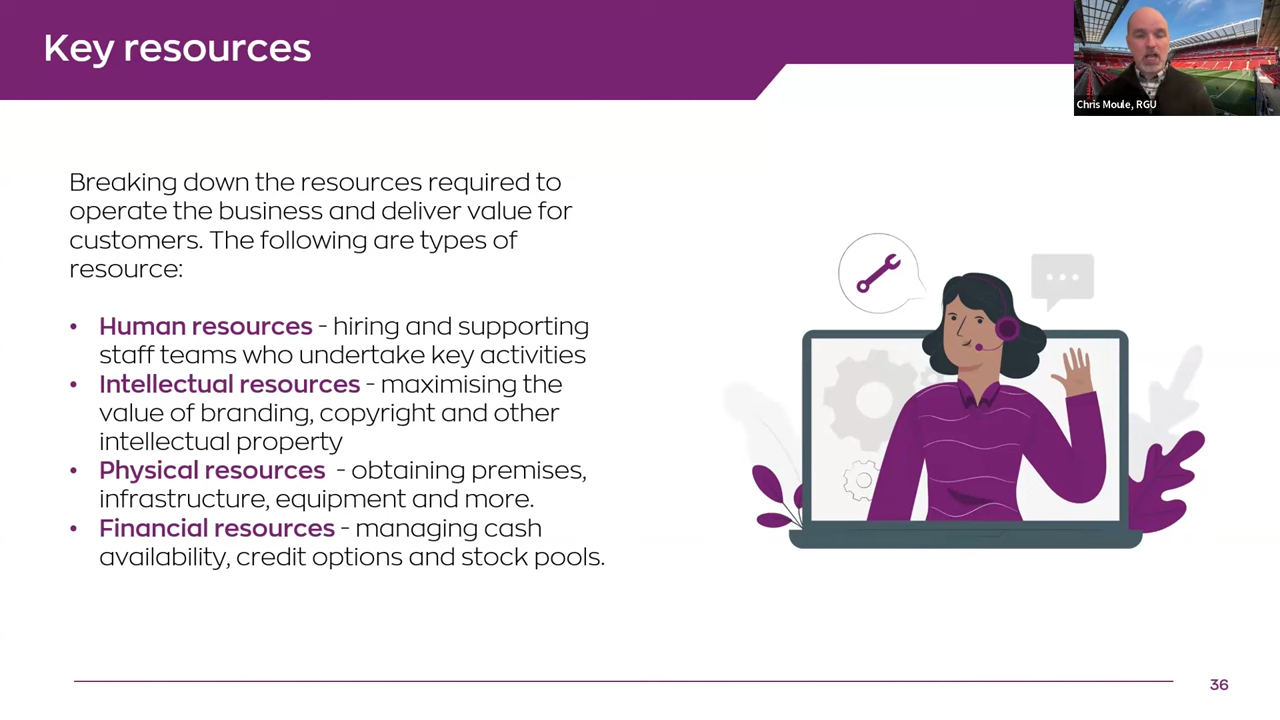 Key resources
Chris Moule, RGU
Breaking down the resources required to
operate the business and deliver value for
customers. The following are types of
resource:
• Human resources - hiring and supporting
staff teams who undertake key activities
• Intellectual resources - maximising the
value of branding, copyright and other
intellectual property
• Physical resources - obtaining premises,
infrastructure, equipment and more.
• Financial resources - managing cash
availability, credit options and stock pools.
36